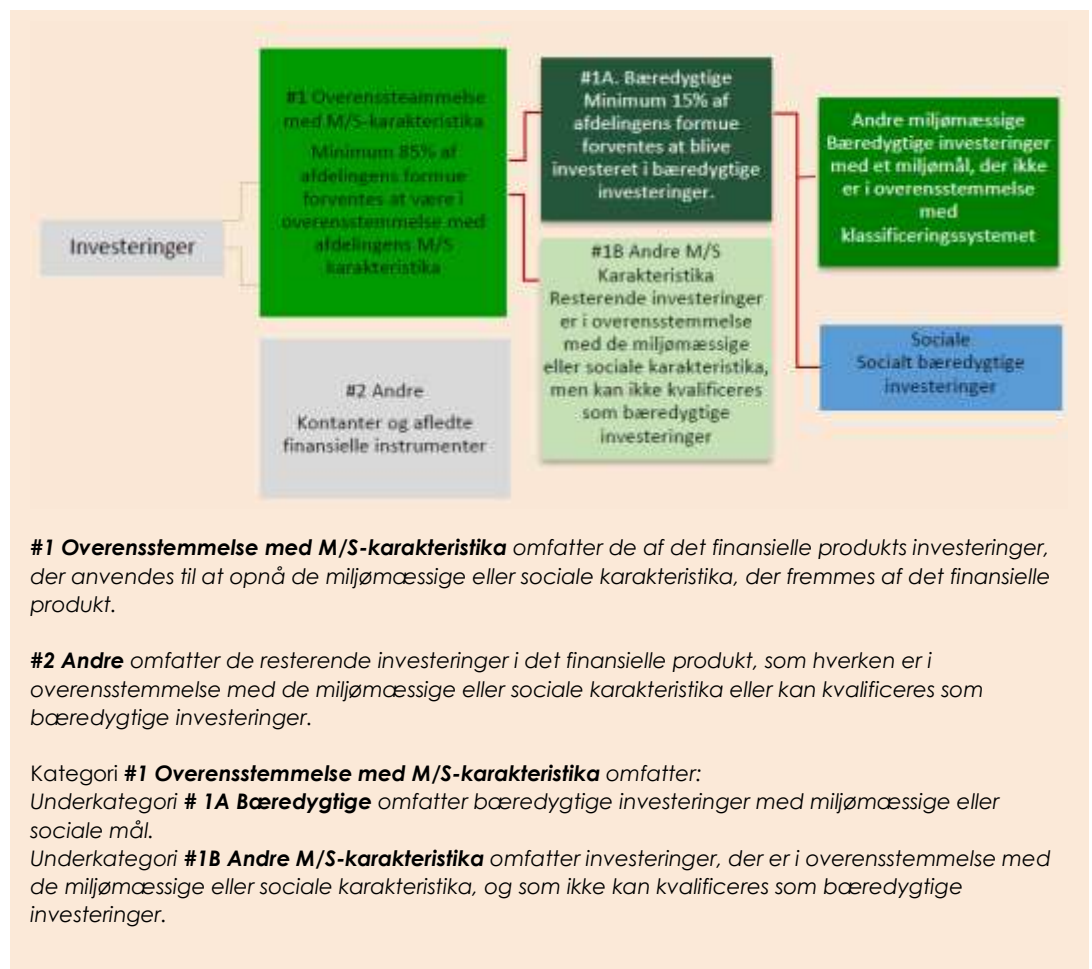 Investeringer
#1 Overenssteammelse
med M/S-karakteristika
Minimum 85% af
afdelingens formue
forventes at være i
overensstemmelse med
afdelingens M/S
karakteristika
#2 Andre
Kontanter og afledte
finansielle instrumenter
#1A. Bæredygtige
Minimum 15% af
afdelingens formue
forventes at blive
investeret i bæredygtige
investeringer.
#1B Andre M/S
Karakteristika
Resterende investeringer
er i overensstemmelse
med de miljømæssige
eller sociale karakteristika,
men kan ikke kvalificeres
som bæredygtige
investeringer
Andre miljømæssige
Bæredygtige investeringer
med et miljømål, der ikke
er i overensstemmelse
med
klassificeringssystemet
Sociale
Socialt bæredygtige
investeringer
#1 Overensstemmelse med M/S-karakteristika omfatter de af det finansielle produkts investeringer,
der anvendes til at opnå de miljømæssige eller sociale karakteristika, der fremmes af det finansielle
produkt.
#2 Andre omfatter de resterende investeringer i det finansielle produkt, som hverken er i
overensstemmelse med de miljømæssige eller sociale karakteristika eller kan kvalificeres som
bæredygtige investeringer.
Kategori #1 Overensstemmelse med M/S-karakteristika omfatter:
Underkategori # 1A Bæredygtige omfatter bæredygtige investeringer med miljømæssige eller
sociale mål.
Underkategori #1B Andre M/S-karakteristika omfatter investeringer, der er i overensstemmelse med
de miljømæssige eller sociale karakteristika, og som ikke kan kvalificeres som bæredygtige
investeringer.